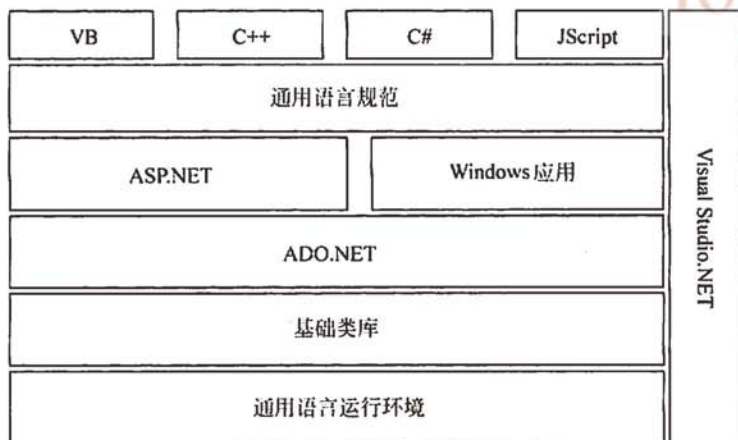 VB
C++
C#
JScript
通用语言规范
ASP.NET
Windows应用
ADO.NET
基础类库
通用语言运行环境
Visual Studio.NET